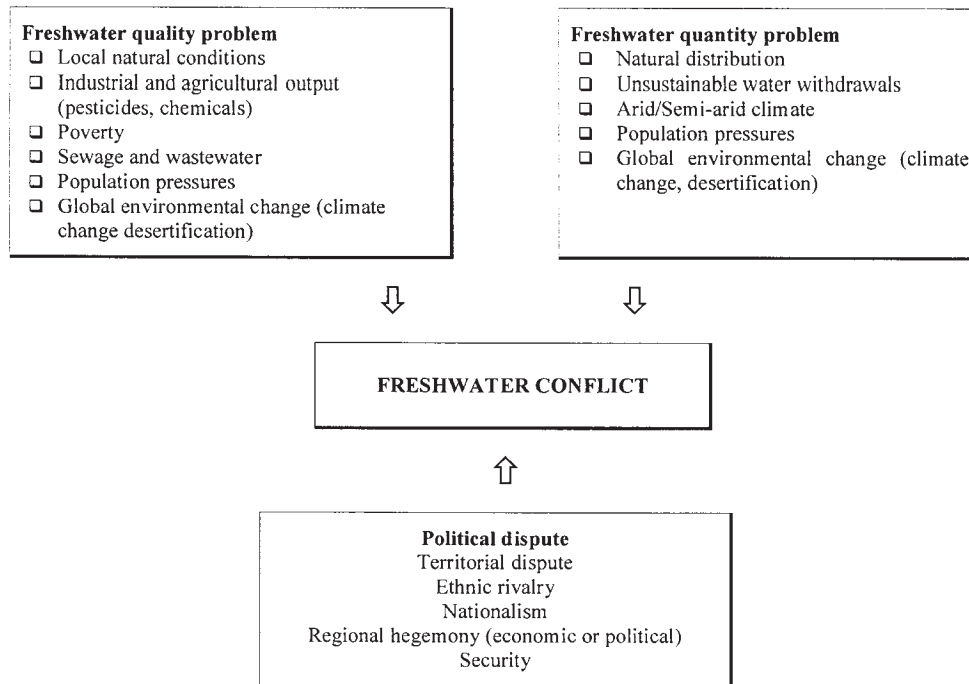 Freshwater quality problem
❑ Local natural conditions
❑ Industrial and agricultural output
(pesticides, chemicals)
❑ Poverty
❑ Sewage and wastewater
❑ Population pressures
❑ Global environmental change (climate
change desertification)
Freshwater quantity problem
❑ Natural distribution
❑ Unsustainable water withdrawals
❑ Arid/Semi-arid climate
❑ Population pressures
❑ Global environmental change (climate
change, desertification)
FRESHWATER CONFLICT
Political dispute
Territorial dispute
Ethnic rivalry
Nationalism
Regional hegemony (economic or political)
Security